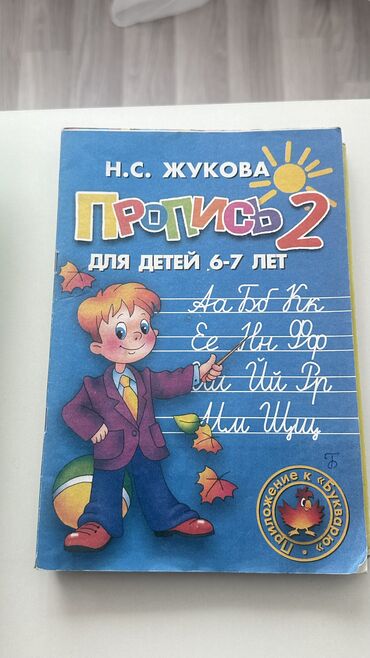 Н.С. ЖУКОВА
ПРОПИСЬ 2
ДЛЯ ДЕТЕЙ 6-7 ЛЕТ
Аа Бб Кк
Ее Нн Фф
Ии Йй Рр
Мм Щщ
Б
Приложение к «Букварю»